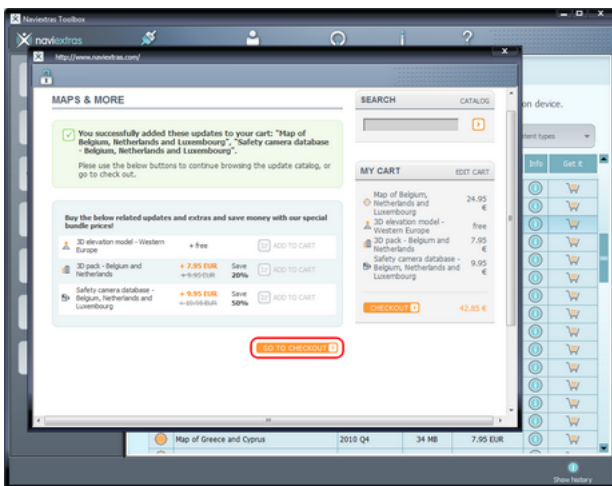 Naviextras Toolbox
naviextras
http://www.naviextras.com/
MAPS & MORE
You successfully added these updates to your cart: "Map of
Belgium, Netherlands and Luxembourg", "Safety camera database
- Belgium, Netherlands and Luxembourg".
Plese use the below buttons to continue browsing the update catalog, or
go to check out.
Buy the below related updates and extras and save money with our special
bundle prices!
3D elevation model - Western
Europe
+ free
ADD TO CART
3D pack - Belgium and
Netherlands
+ 7.95 EUR
+ 9.95 EUR
Save
20%
ADD TO CART
Safety camera database -
Belgium, Netherlands and
Luxembourg
+ 9.95 EUR
+ 19.95 EUR
Save
50%
ADD TO CART
GO TO CHECKOUT
SEARCH
CATALOG
MY CART
EDIT CART
Map of Belgium,
Netherlands and
Luxembourg
24.95
€
3D elevation model -
Western Europe
free
3D pack - Belgium and
Netherlands
7.95
€
Safety camera database -
Belgium, Netherlands and
Luxembourg
9.95
€
CHECKOUT
42.85 €
on device.
tent types
Info
Get it
Map of Greece and Cyprus
2010 Q4
34 MB
7.95 EUR
Show history